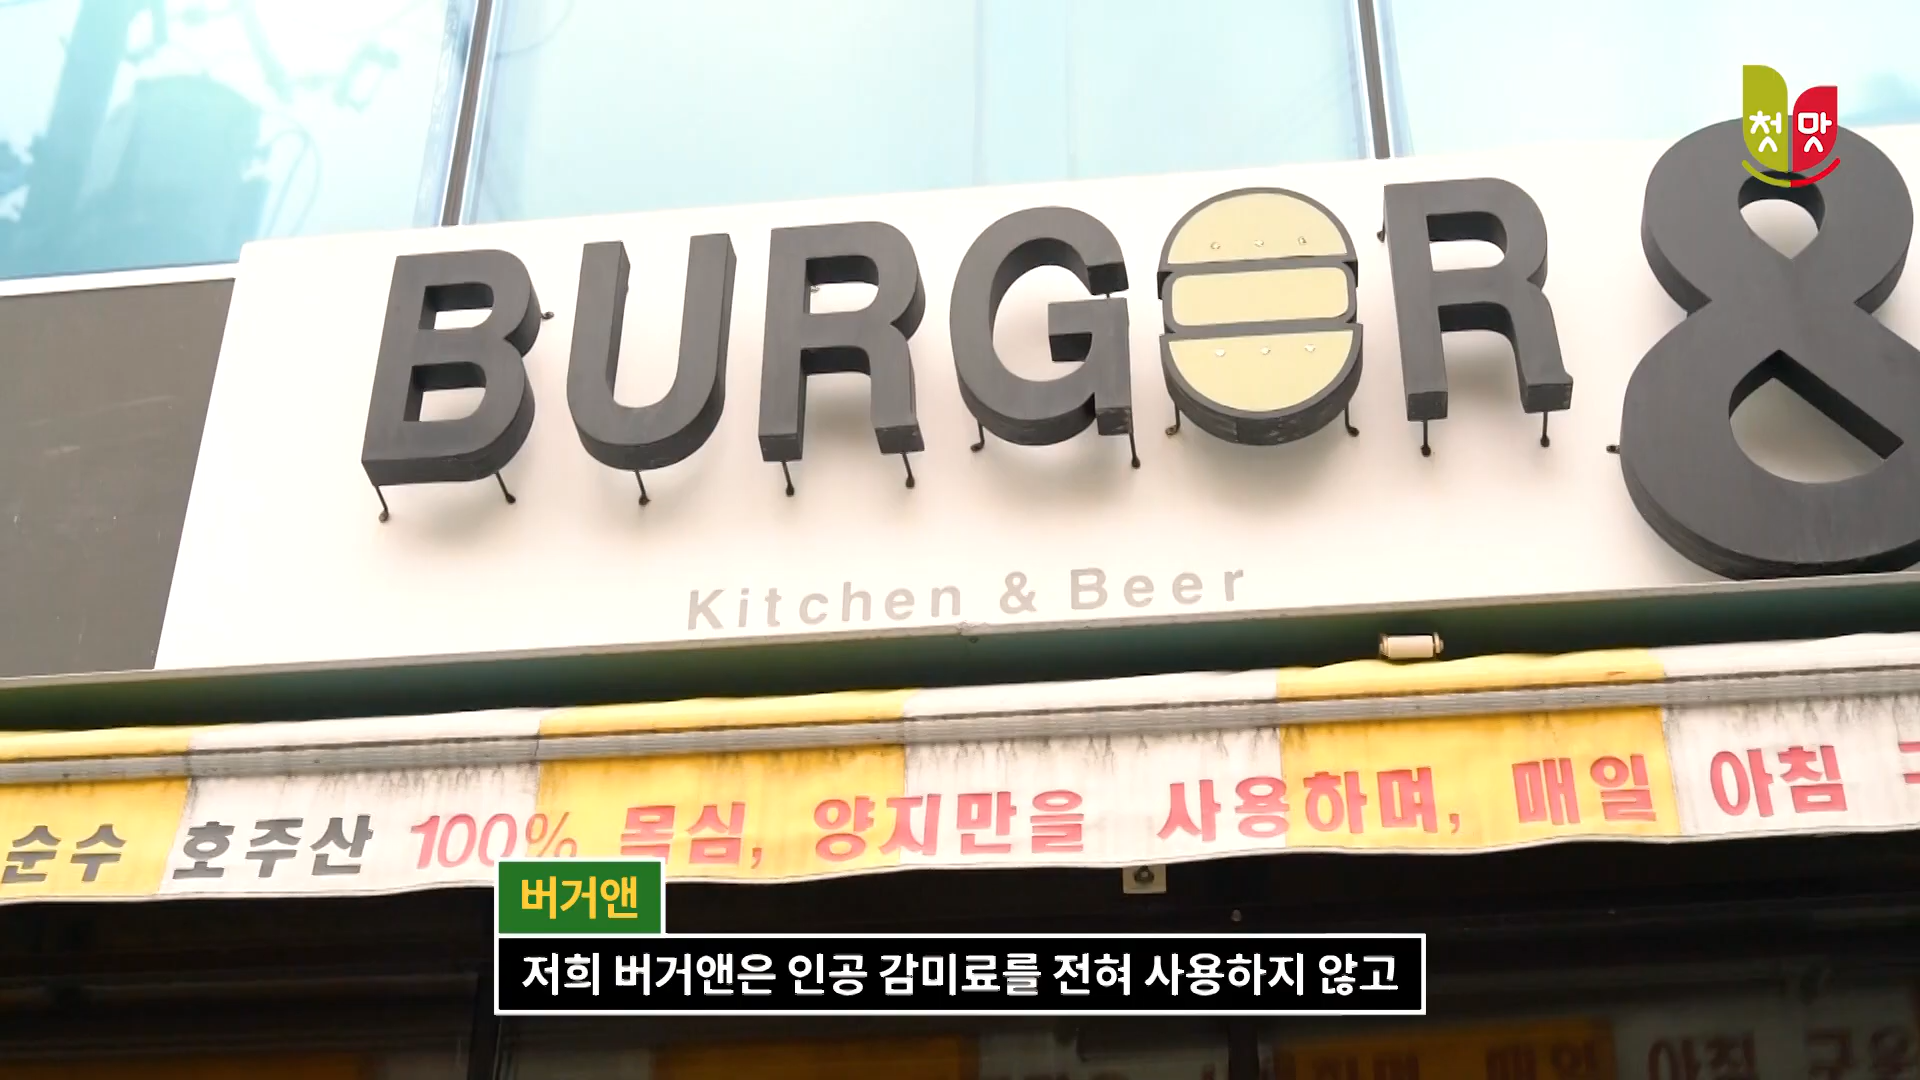 첫맛
BURGER &
Kitchen & Beer
순수 호주산 100% 목심, 양지만을 사용하며, 매일 아침
버거앤
저희 버거앤은 인공 감미료를 전혀 사용하지 않고